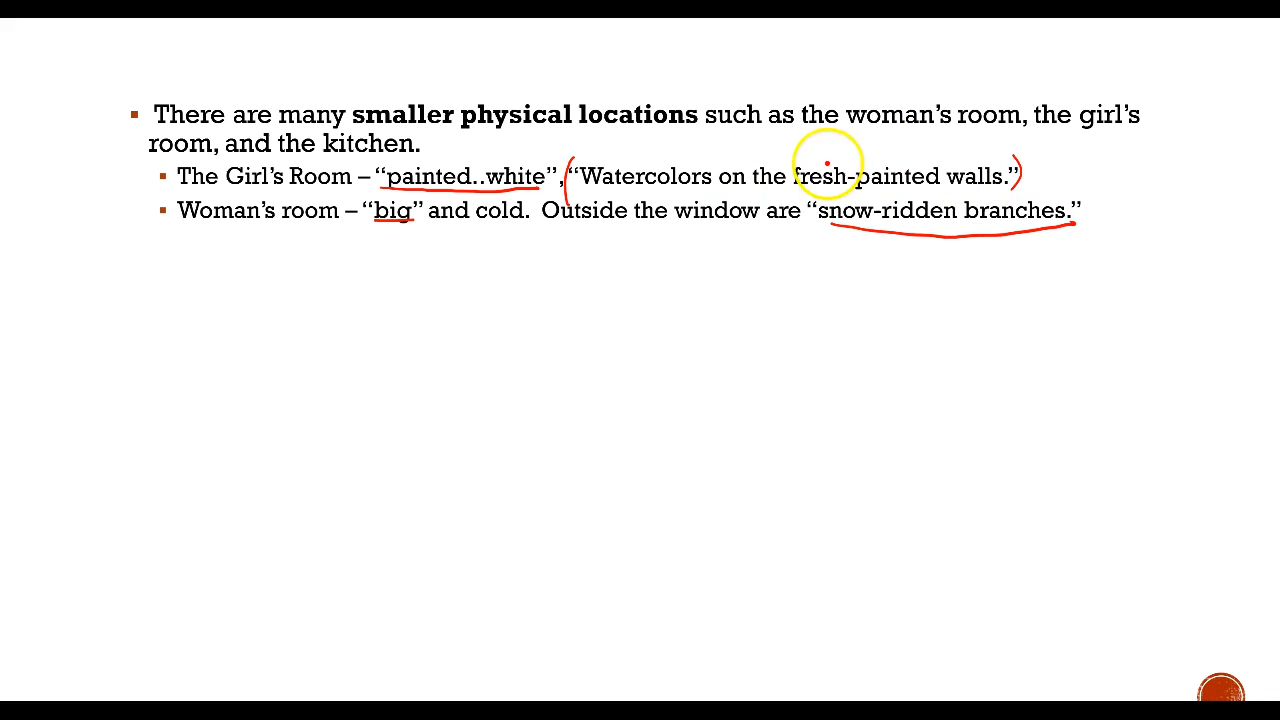 There are many smaller physical locations such as the woman’s room, the girl’s
room, and the kitchen.
The Girl’s Room – “painted..white”, “Watercolors on the fresh-painted walls.”
Woman’s room – “big” and cold.  Outside the window are “snow-ridden branches.”